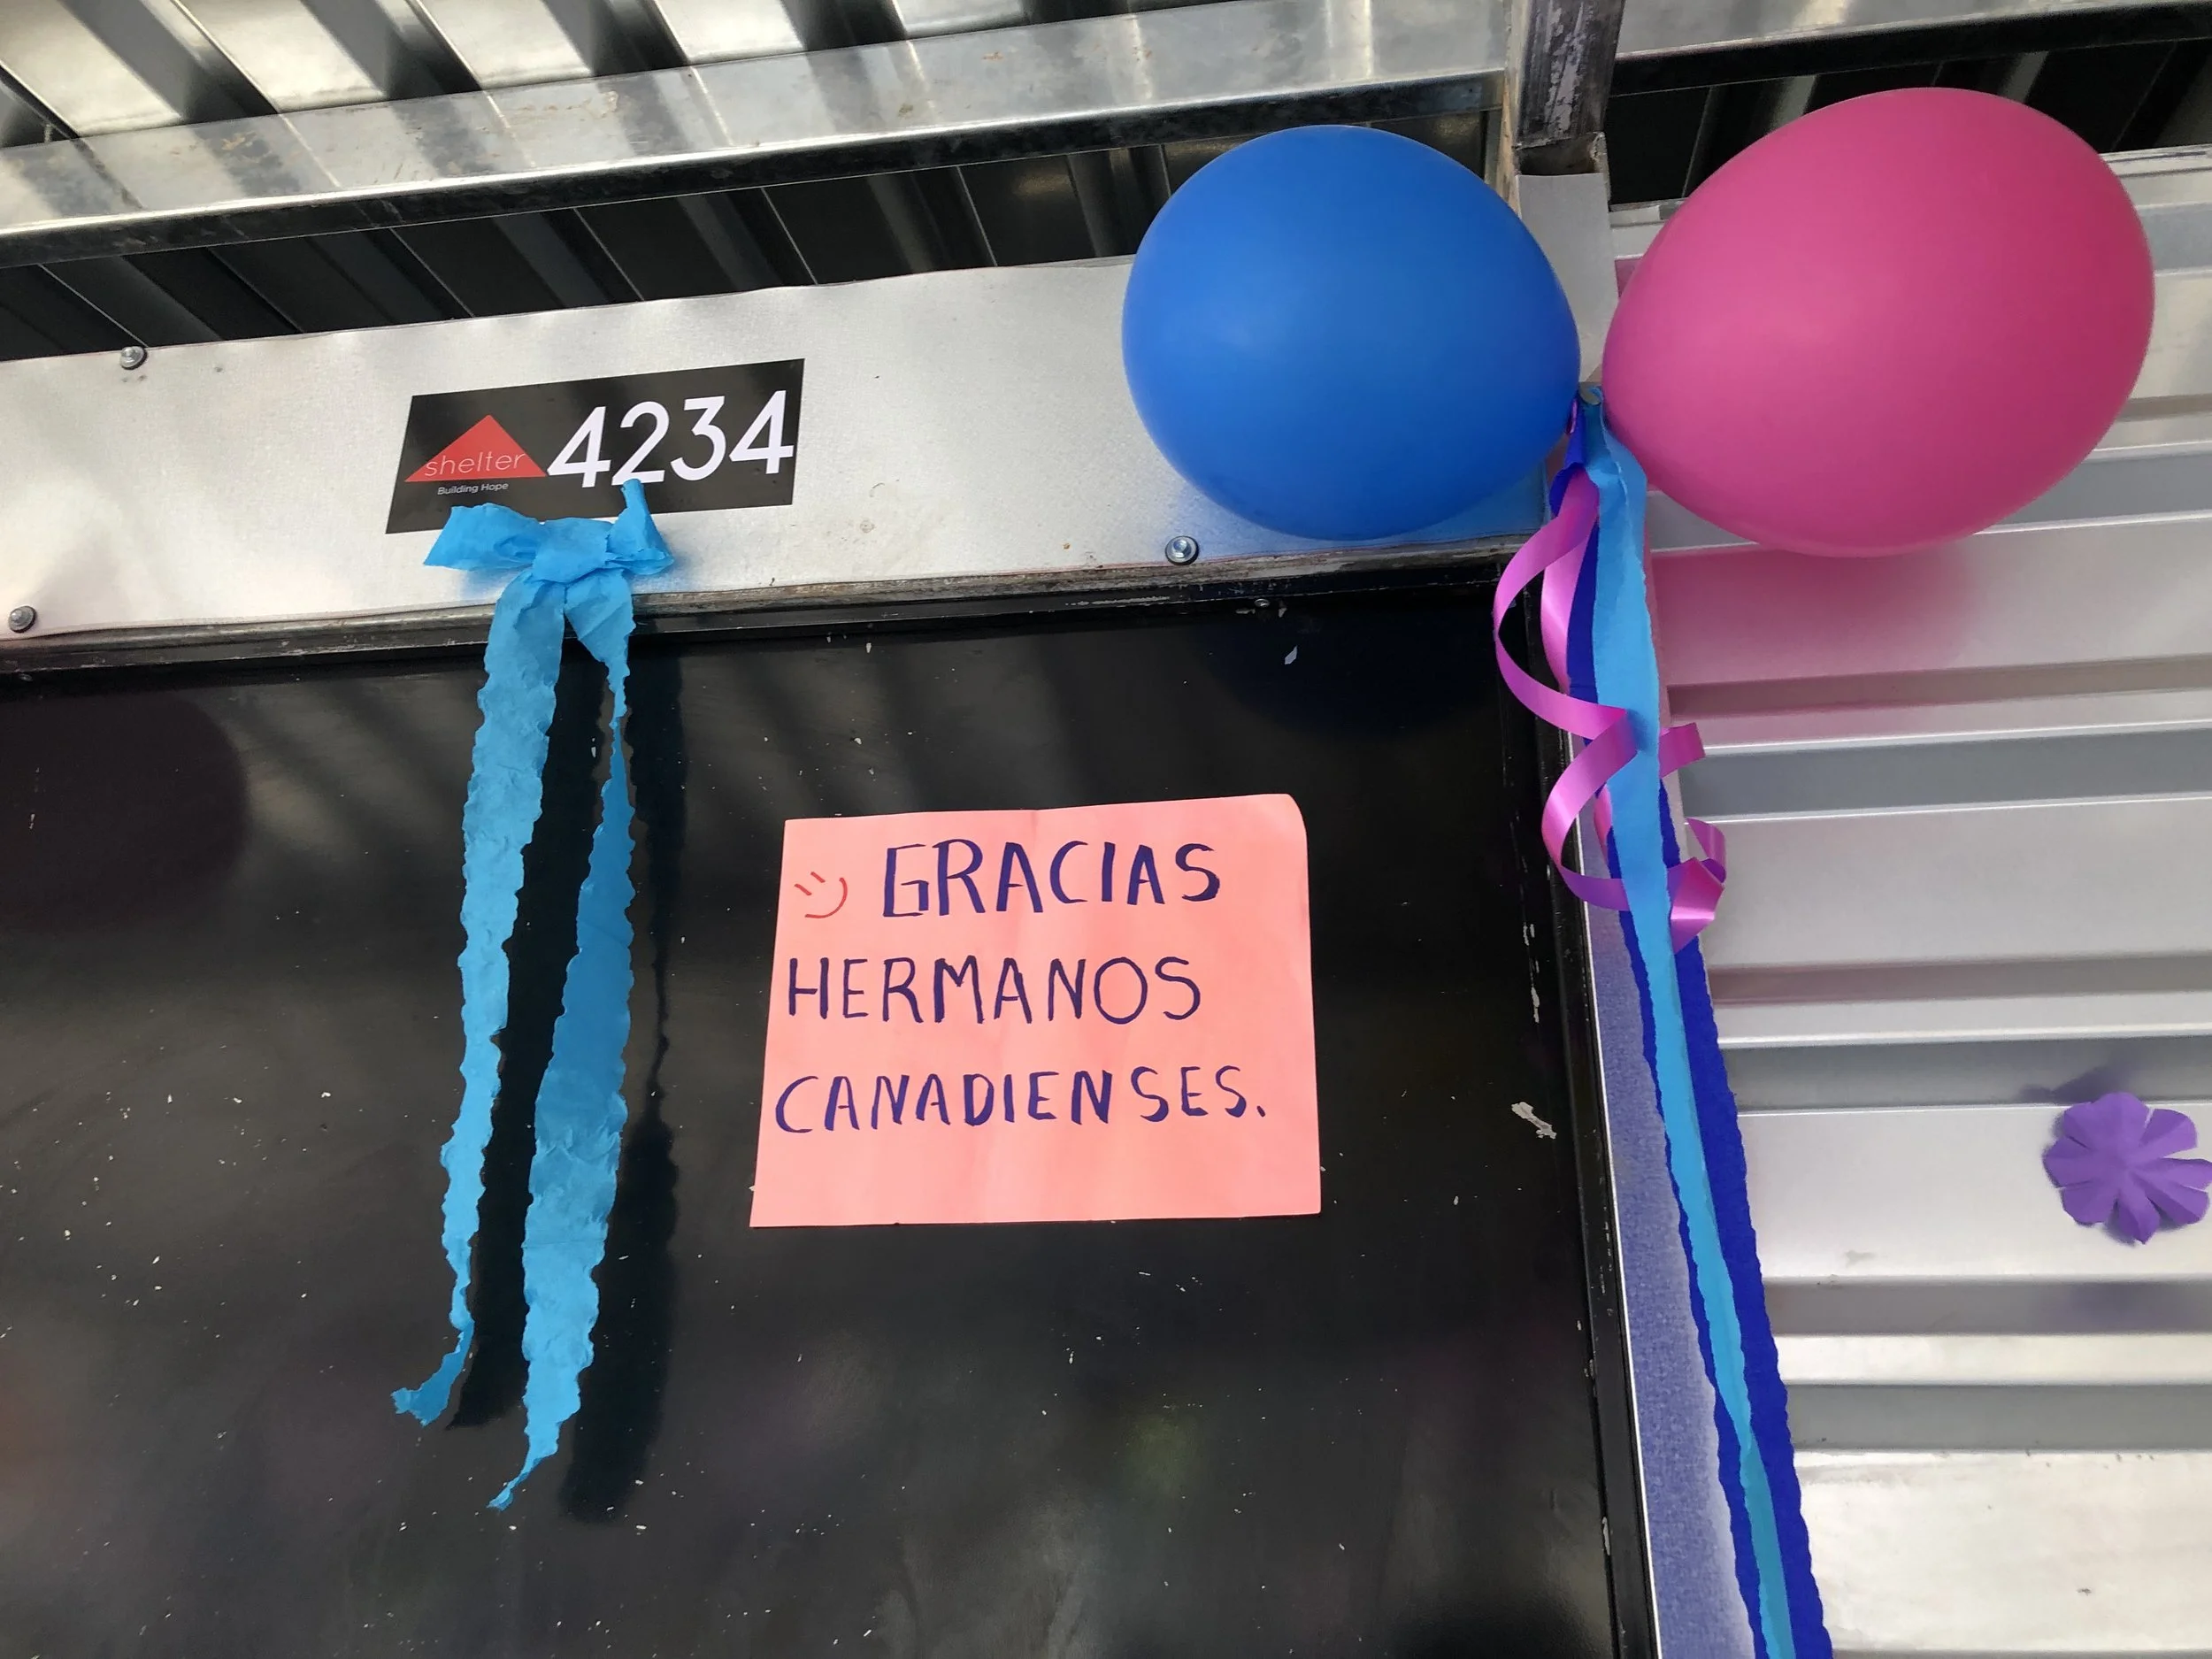 shelter 4234
Building Hope
GRACIAS
HERMANOS
CANADIENSES.